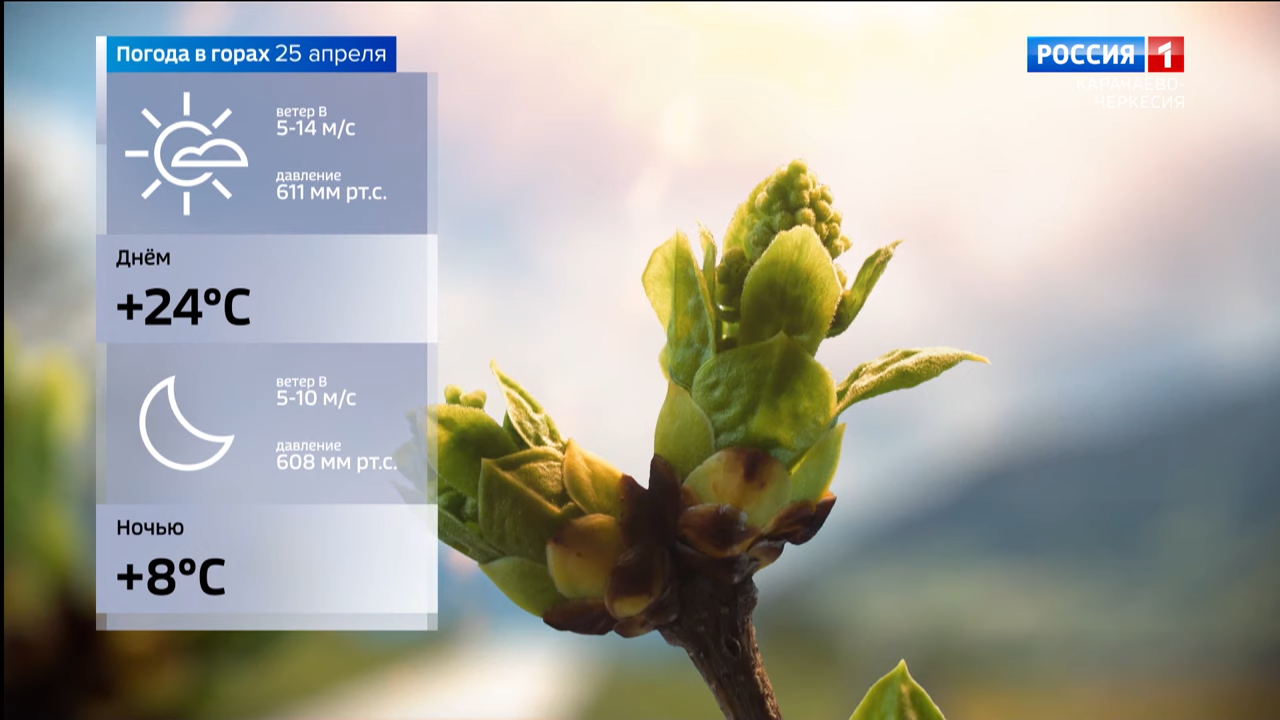 Погода в горах 25 апреля
ветер В
5-14 м/с
давление
611 мм рт.с.
Днём
+24°C
ветер В
5-10 м/с
давление
608 мм рт.с.
Ночью
+8°C
РОССИЯ 1
КАРАЧАЕВО-
ЧЕРКЕСИЯ